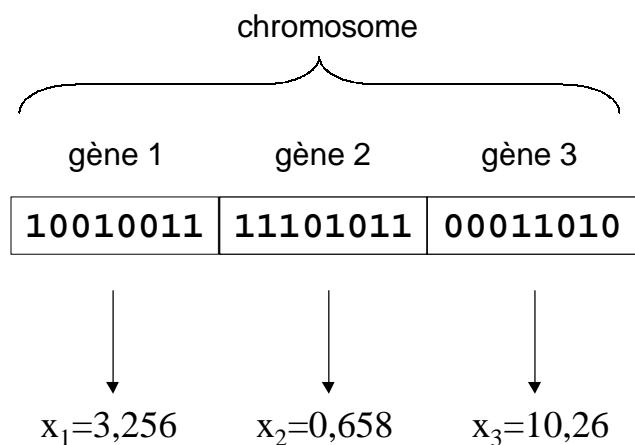 chromosome
gène 1 gène 2 gène 3
10010011 11101011 00011010
x₁=3,256 x₂=0,658 x₃=10,26